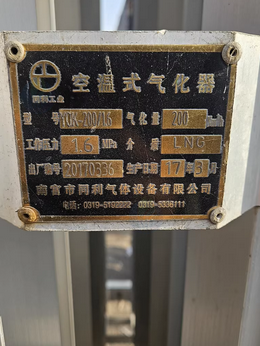 同利工业
空温式气化器
型号 QK-200/16 气化量 200 m³/h
工作压力 1.6 MPa 介质 LNG
出厂编号 20170336 生产日期 17年3月
南宫市同利气体设备有限公司
电话：0319-5192222 0319-5338111